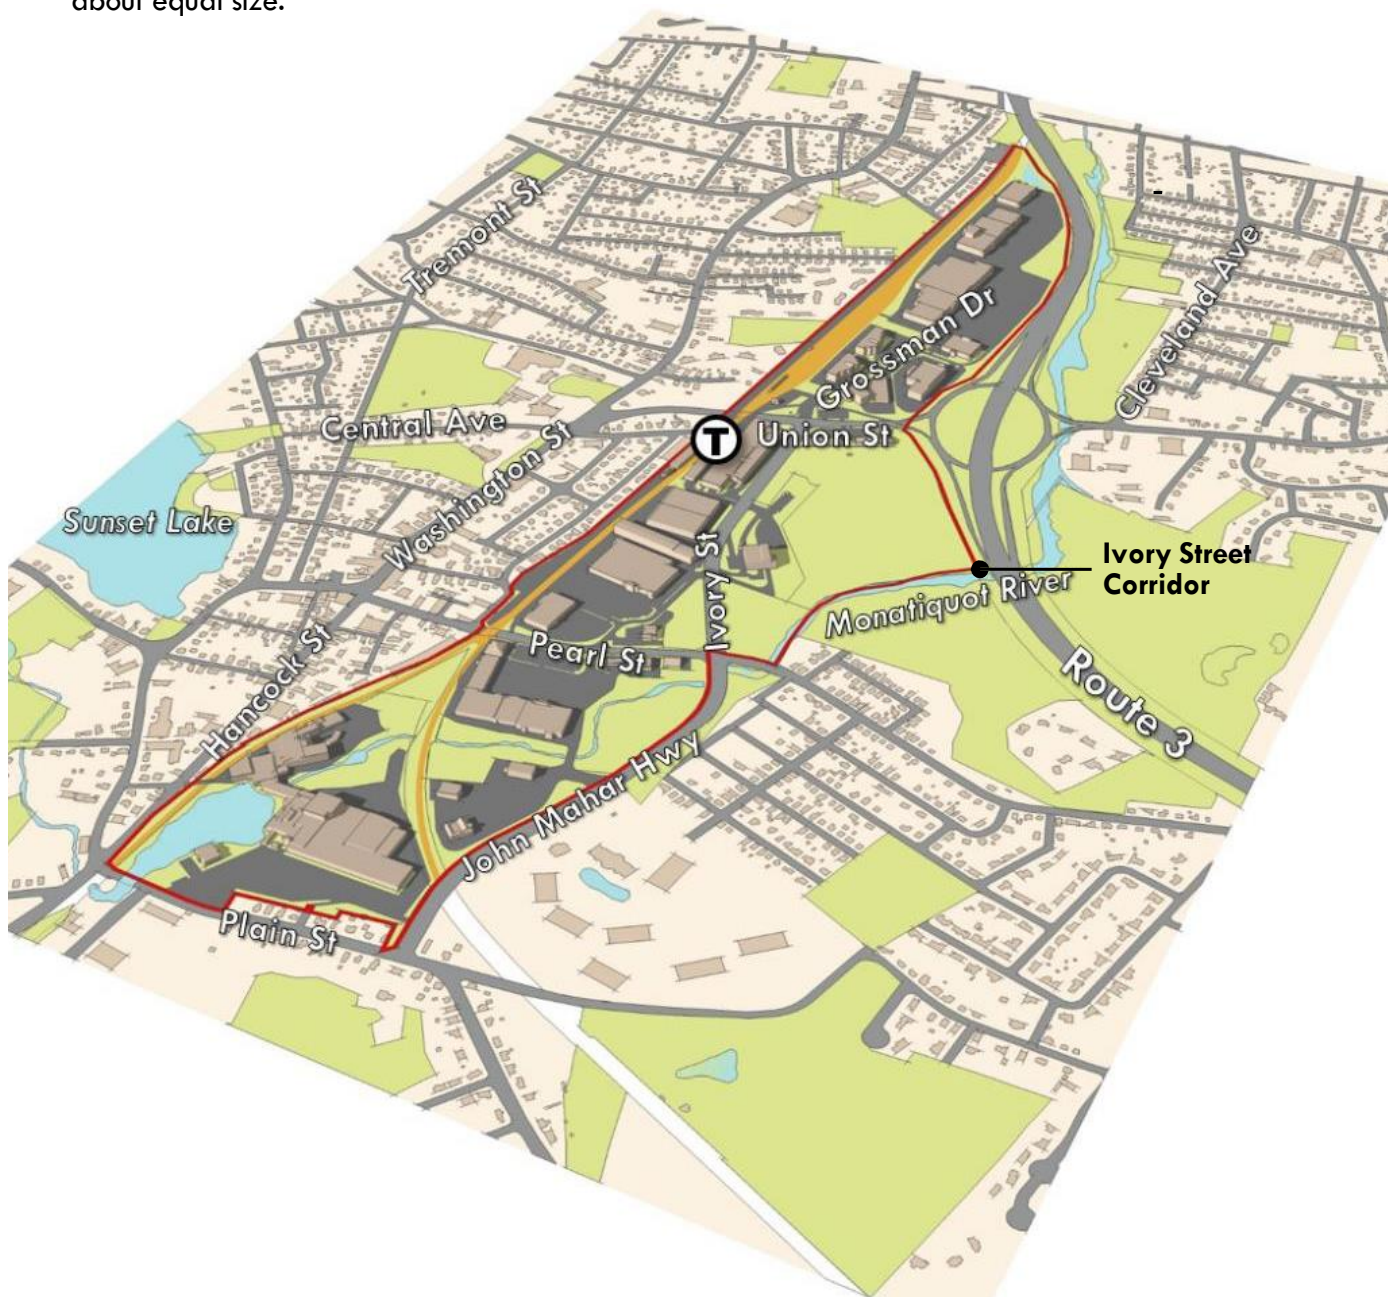 about equal size.
Tremont St
Cleveland Ave
Grossman Dr
Central Ave
T
Union St
Washington St
Sunset Lake
Ivory St
Ivory Street
Corridor
Monatiquot River
Pearl St
Hancock St
Route 3
John Mahar Hwy
Plain St